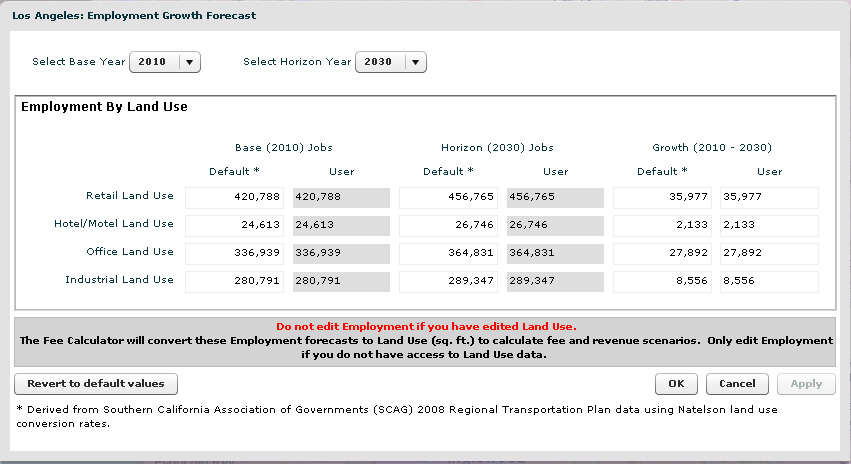 Los Angeles: Employment Growth Forecast
Select Base Year 2010 Select Horizon Year 2030
Employment By Land Use
Base (2010) Jobs Horizon (2030) Jobs Growth (2010 - 2030)
Default * User Default * User Default * User
Retail Land Use 420,788 420,788 456,765 456,765 35,977 35,977
Hotel/Motel Land Use 24,613 24,613 26,746 26,746 2,133 2,133
Office Land Use 336,939 336,939 364,831 364,831 27,892 27,892
Industrial Land Use 280,791 280,791 289,347 289,347 8,556 8,556
Do not edit Employment if you have edited Land Use.
The Fee Calculator will convert these Employment forecasts to Land Use (sq. ft.) to calculate fee and revenue scenarios. Only edit Employment
if you do not have access to Land Use data.
Revert to default values OK Cancel Apply
* Derived from Southern California Association of Governments (SCAG) 2008 Regional Transportation Plan data using Natelson land use
conversion rates.